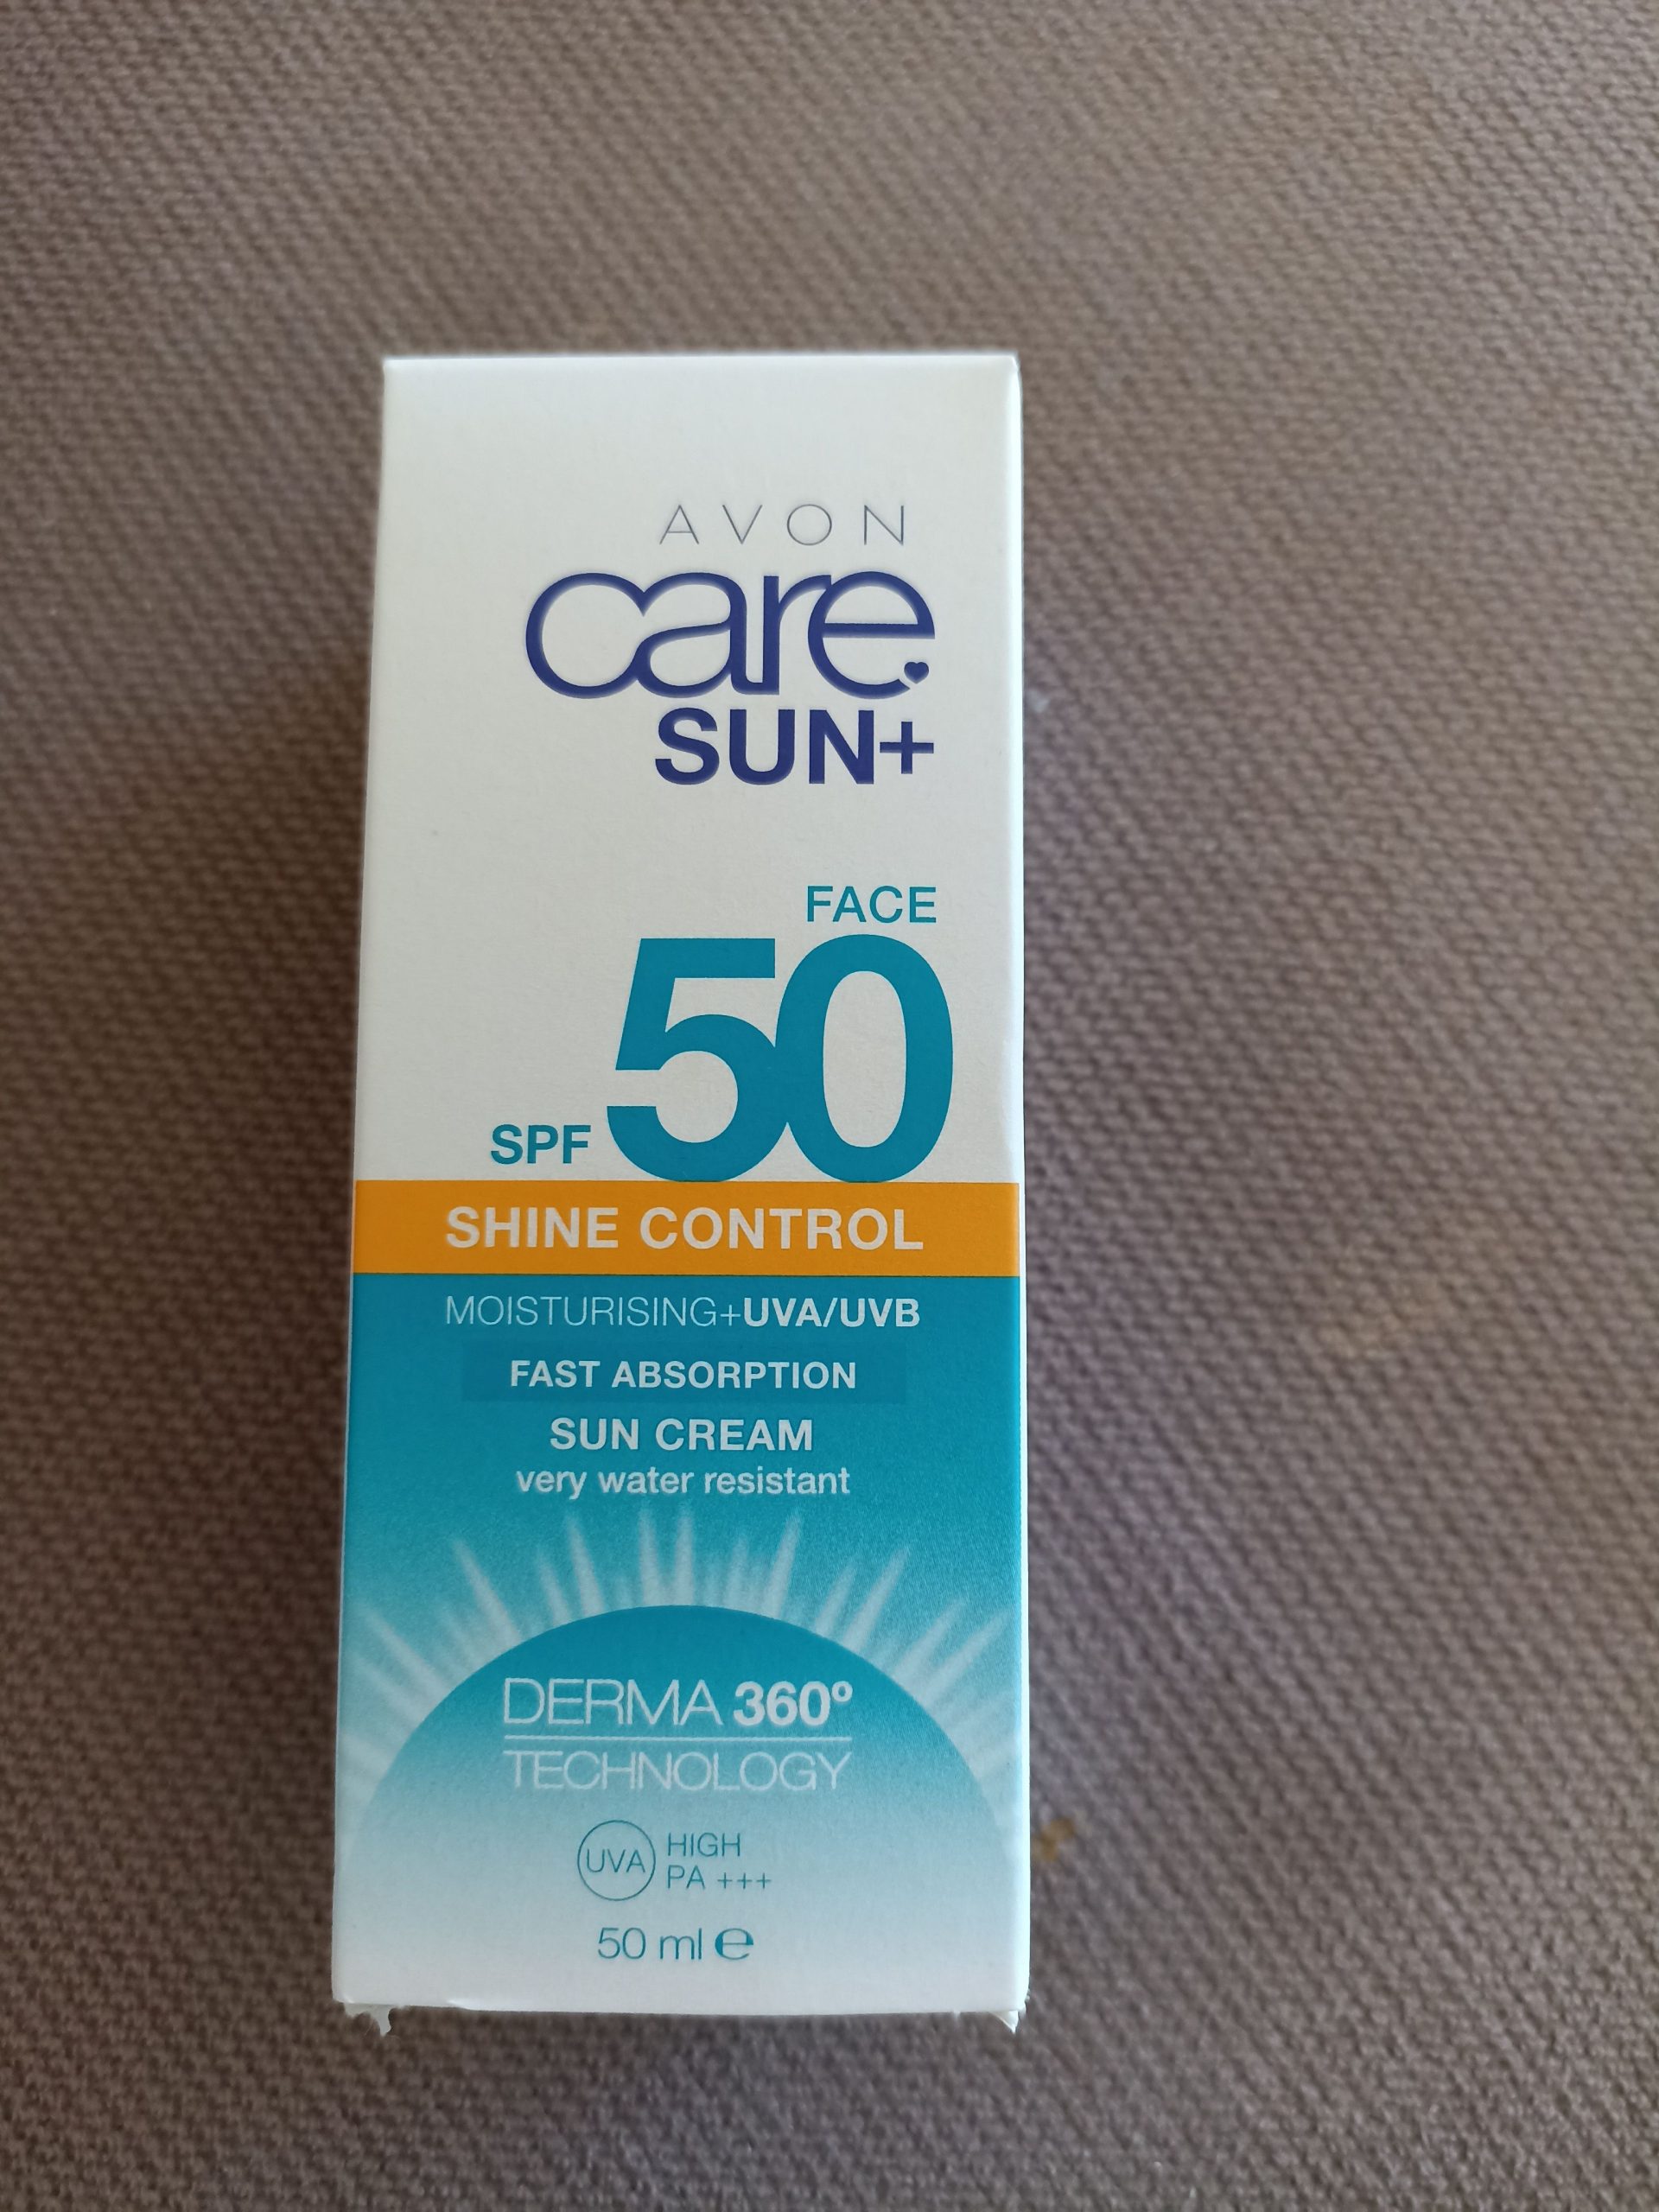 AVON
care
SUN+
FACE
SPF 50
SHINE CONTROL
MOISTURISING+UVA/UVB
FAST ABSORPTION
SUN CREAM
very water resistant
DERMA 360º
TECHNOLOGY
UVA HIGH
PA +++
50 ml ℮